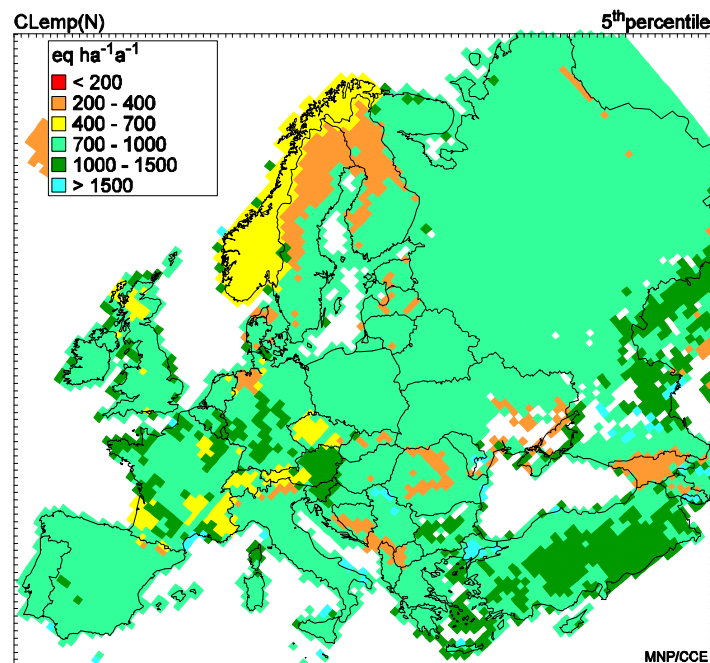 CLemp(N) 5thpercentile
eq ha⁻¹a⁻¹
< 200
200 - 400
400 - 700
700 - 1000
1000 - 1500
> 1500
MNP/CCE